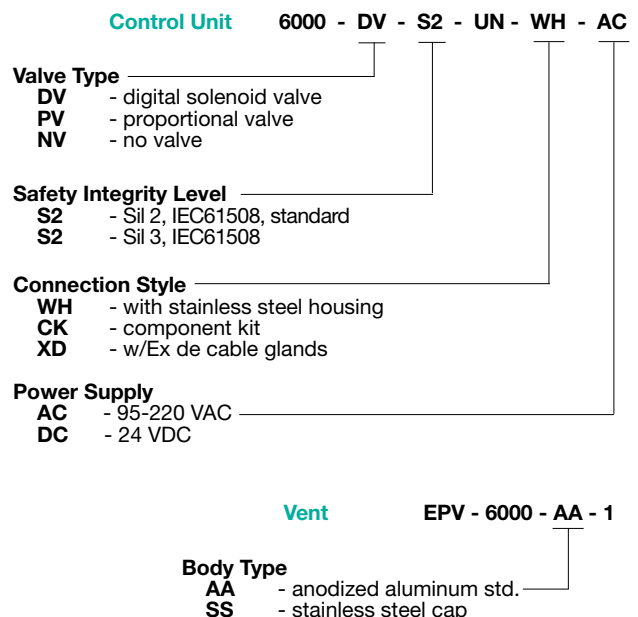 Control Unit 6000 - DV - S2 - UN - WH - AC
Valve Type
DV - digital solenoid valve
PV - proportional valve
NV - no valve
Safety Integrity Level
S2 - Sil 2, IEC61508, standard
S2 - Sil 3, IEC61508
Connection Style
WH - with stainless steel housing
CK - component kit
XD - w/Ex de cable glands
Power Supply
AC - 95-220 VAC
DC - 24 VDC
Vent EPV - 6000 - AA - 1
Body Type
AA - anodized aluminum std.
SS - stainless steel cap